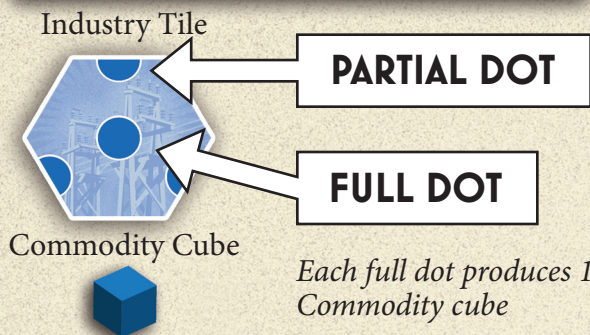 Industry Tile
PARTIAL DOT
FULL DOT
Commodity Cube
Each full dot produces 1
Commodity cube